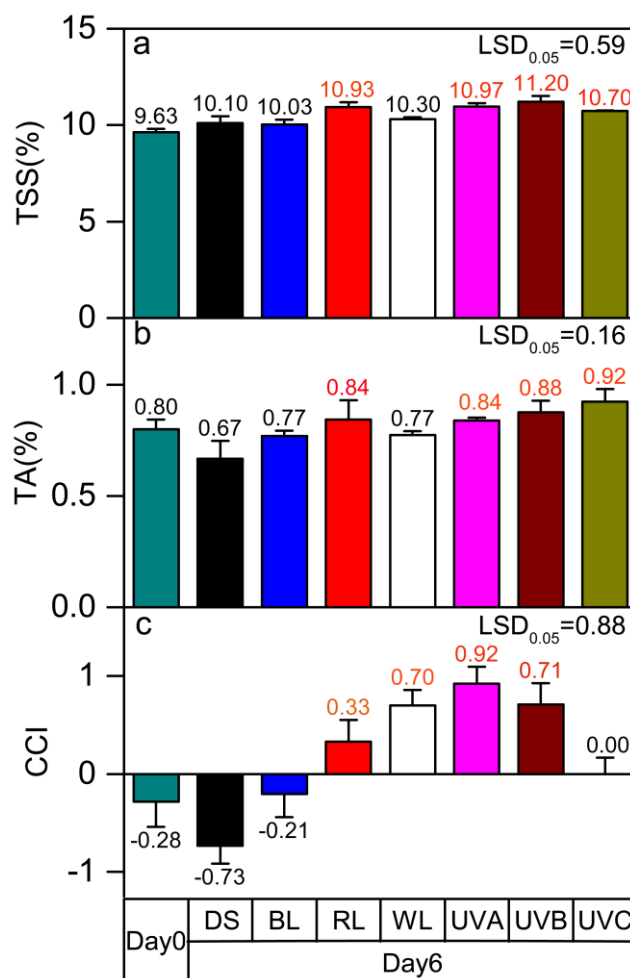 a
LSD0.05=0.59
15
10
5
0
TSS(%)
9.63
10.10
10.03
10.93
10.30
10.97
11.20
10.70
b
LSD0.05=0.16
1.0
0.5
0.0
TA(%)
0.80
0.67
0.77
0.84
0.77
0.84
0.88
0.92
c
LSD0.05=0.88
1
0
-1
CCI
-0.28
-0.73
-0.21
0.33
0.70
0.92
0.71
0.00
Day0
DS BL RL WL UVA UVB UVC
Day6